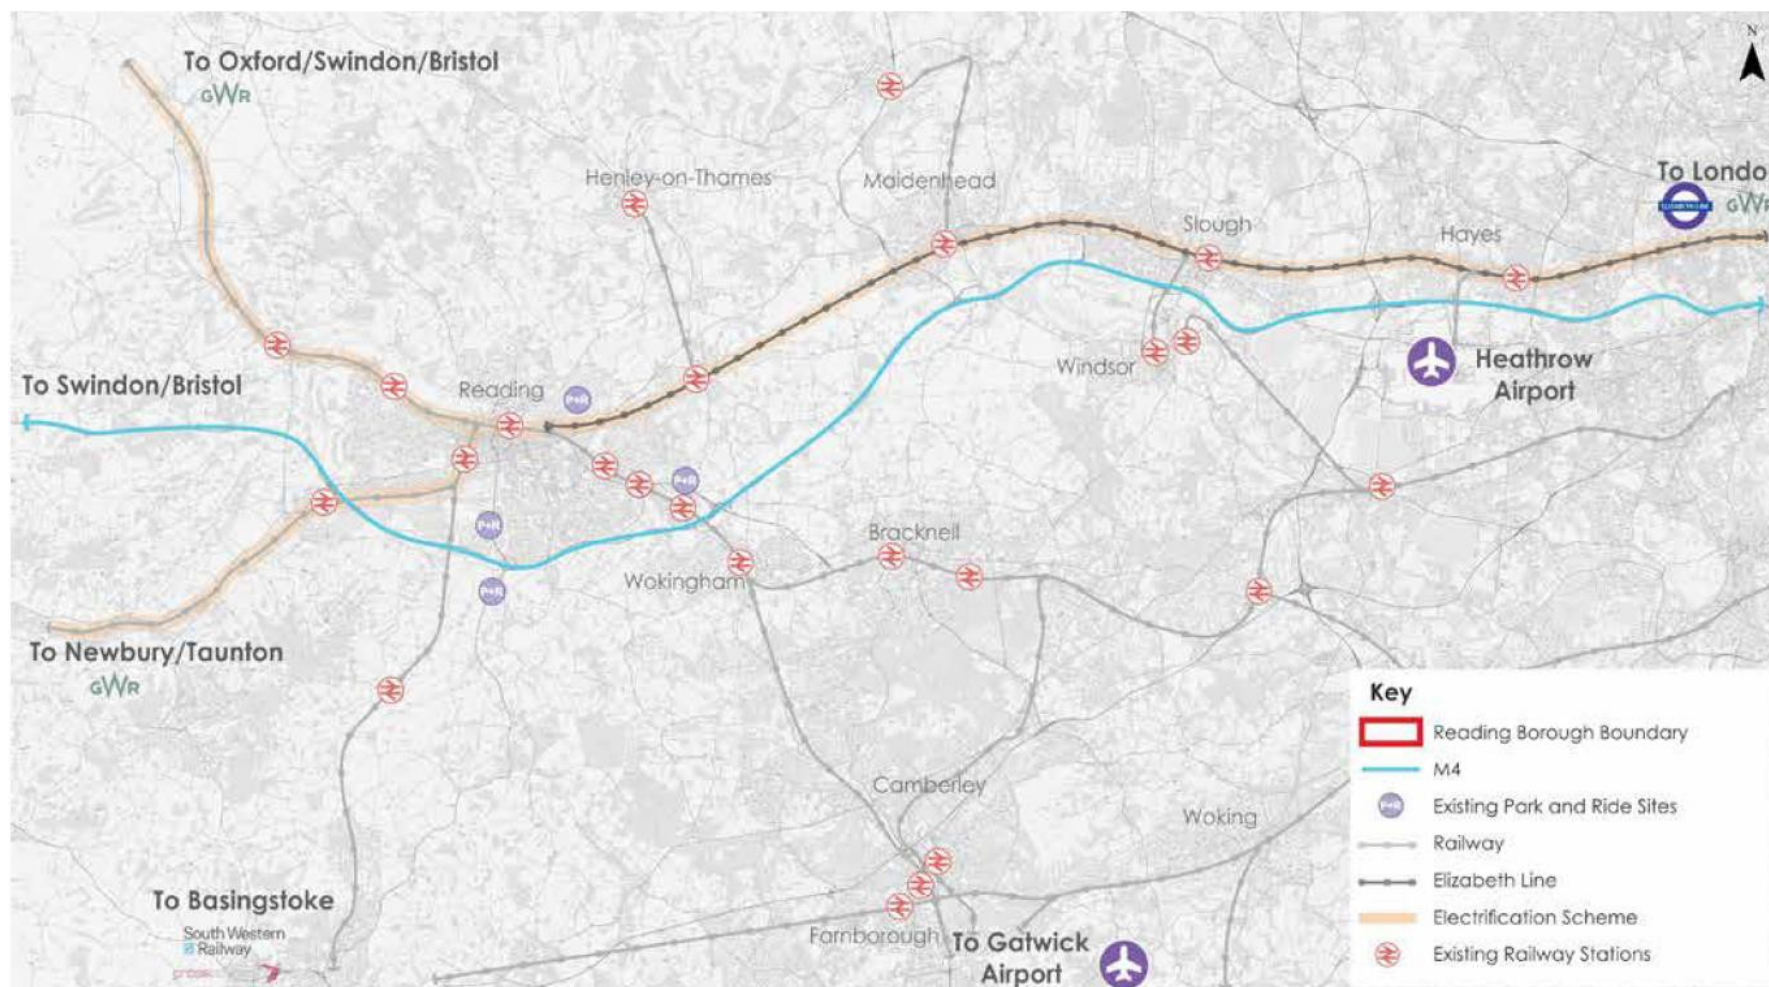 N
To Oxford/Swindon/Bristol
GWR
Henley-on-Thames
Maidenhead
To Londo
GWR
Slough
Hayes
To Swindon/Bristol
Reading
P+R
Windsor
Heathrow
Airport
P+R
P+R
Bracknell
Wokingham
P+R
To Newbury/Taunton
GWR
Camberley
Woking
To Basingstoke
South Western
Railway
Farnborough
To Gatwick
Airport
Key
Reading Borough Boundary
M4
P+R
Existing Park and Ride Sites
Railway
Elizabeth Line
Electrification Scheme
Existing Railway Stations